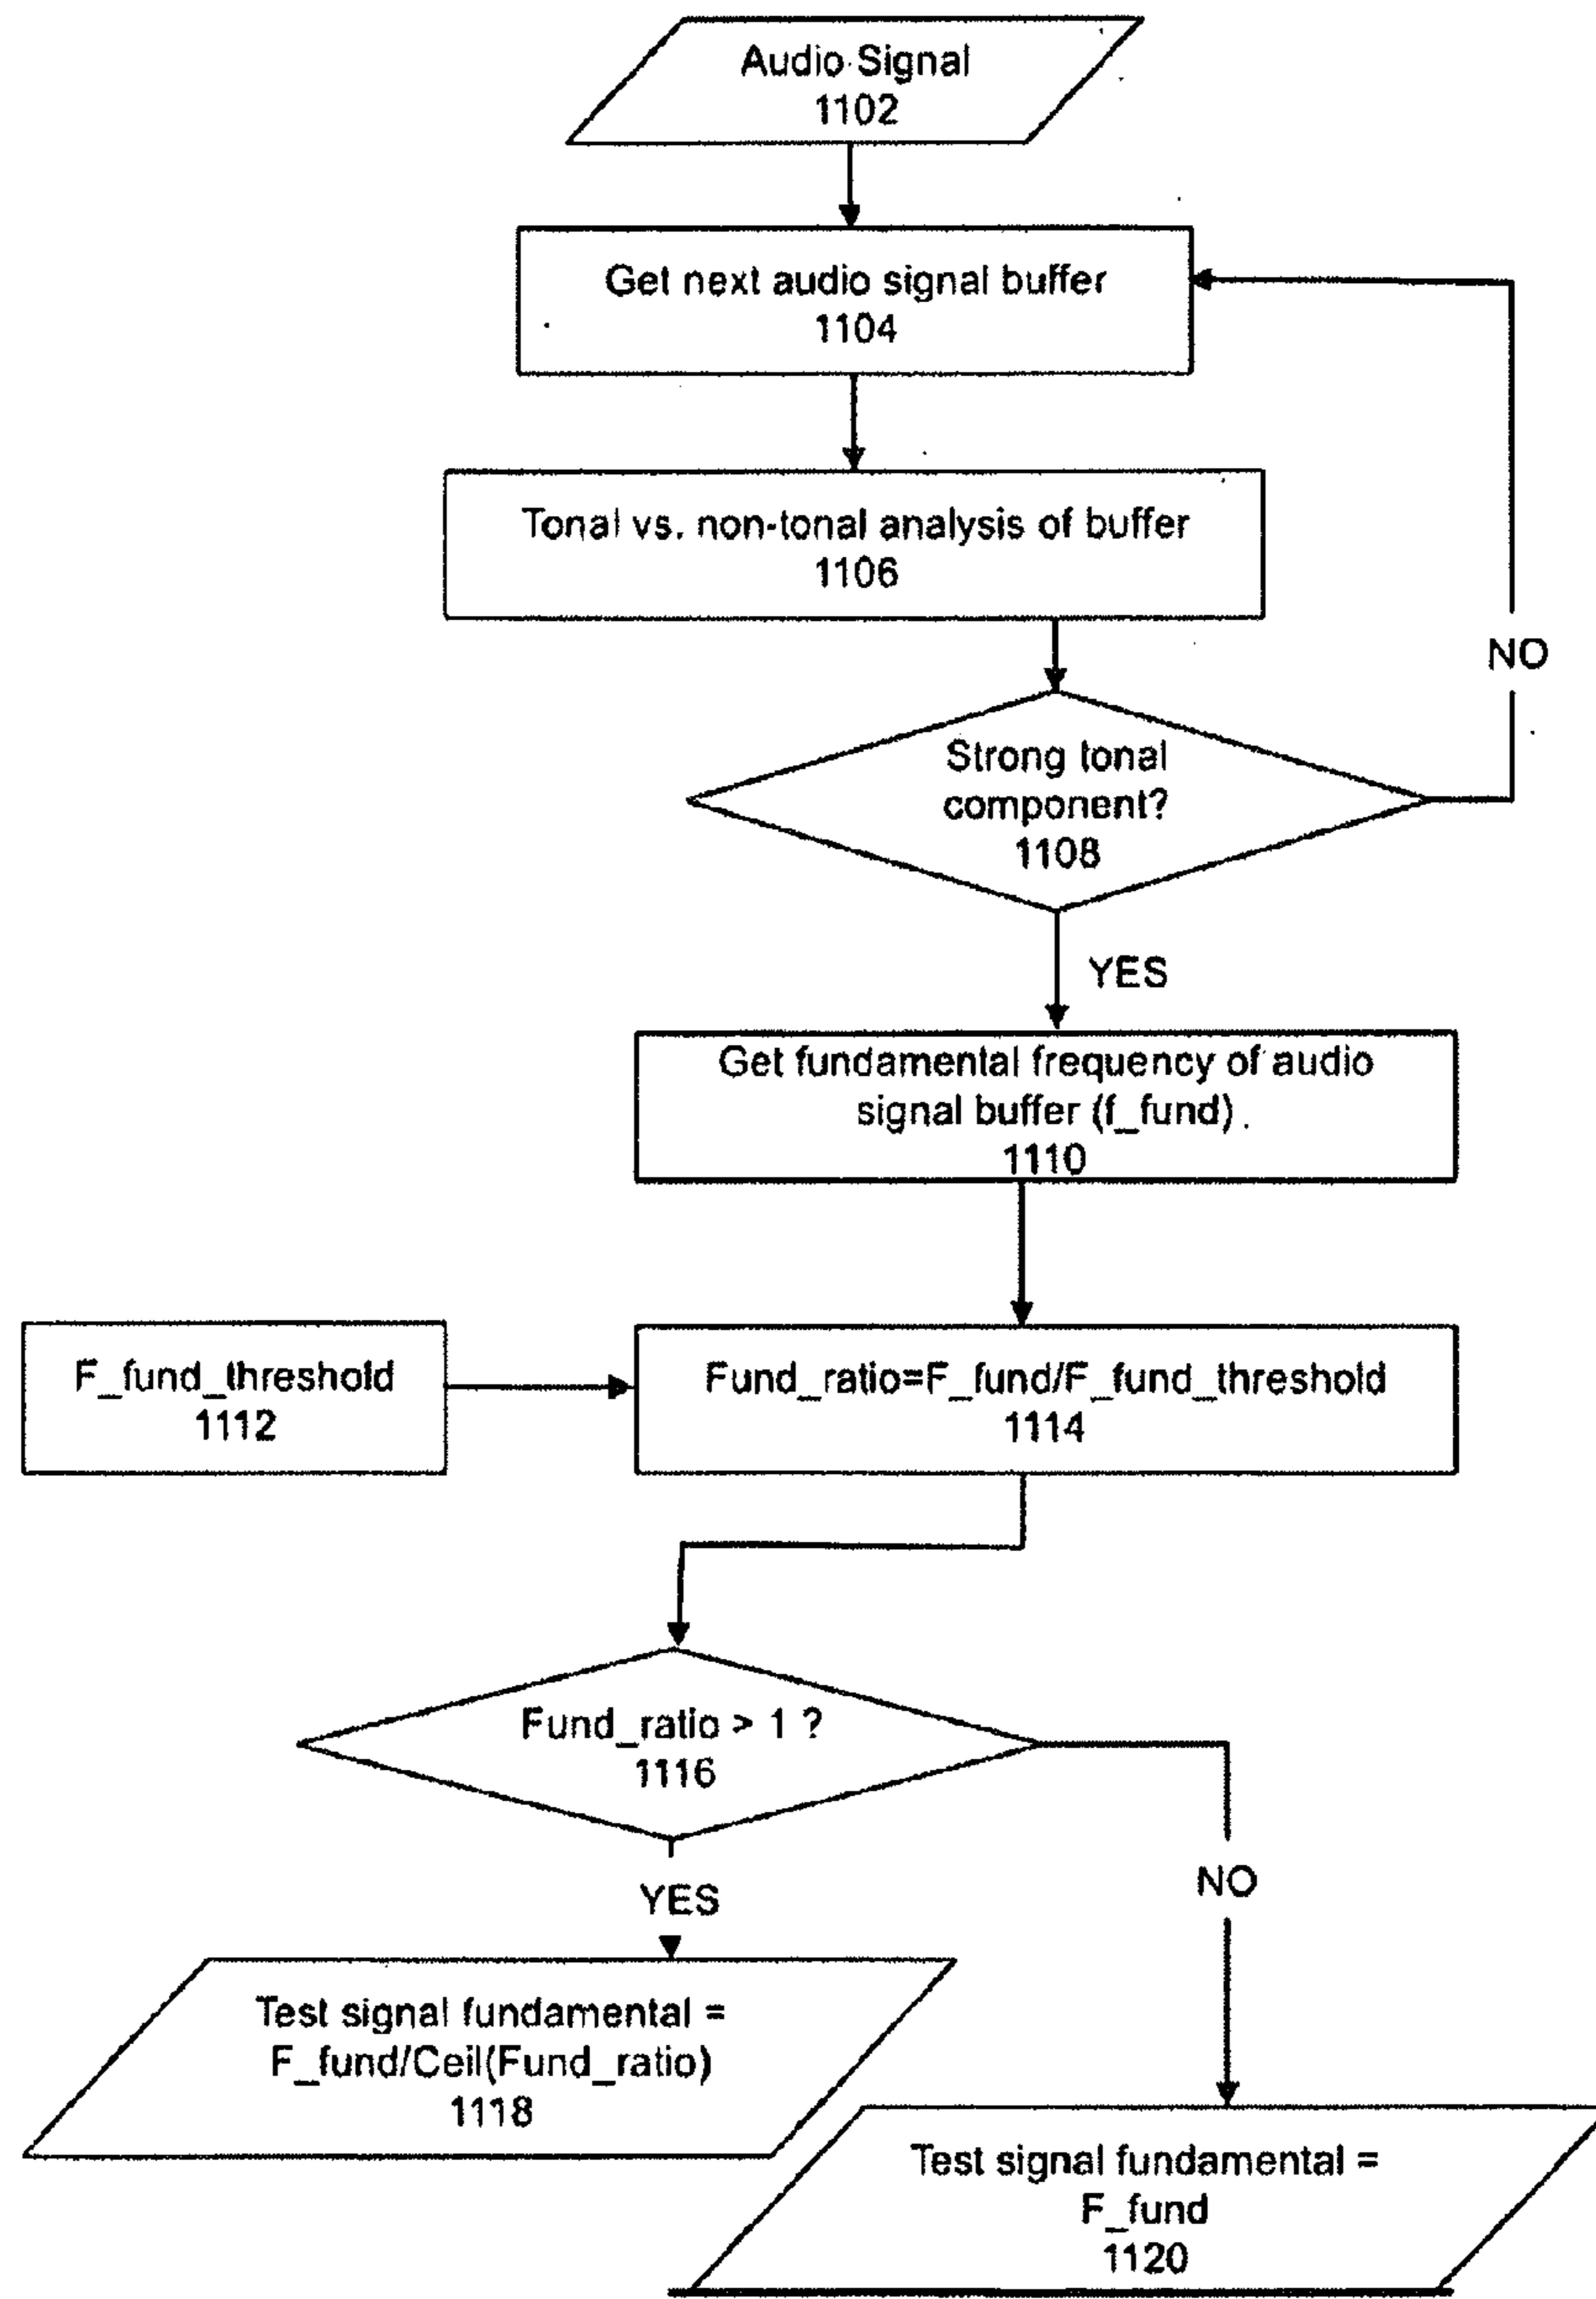 Audio Signal
1102
Get next audio signal buffer
1104
Tonal vs. non-tonal analysis of buffer
1106
NO
Strong tonal
component?
1108
YES
Get fundamental frequency of audio
signal buffer (f_fund)
1110
F_fund_threshold
1112
Fund_ratio=F_fund/F_fund_threshold
1114
Fund_ratio > 1 ?
1116
YES
NO
Test signal fundamental =
F_fund/Ceil(Fund_ratio)
1118
Test signal fundamental =
F_fund
1120